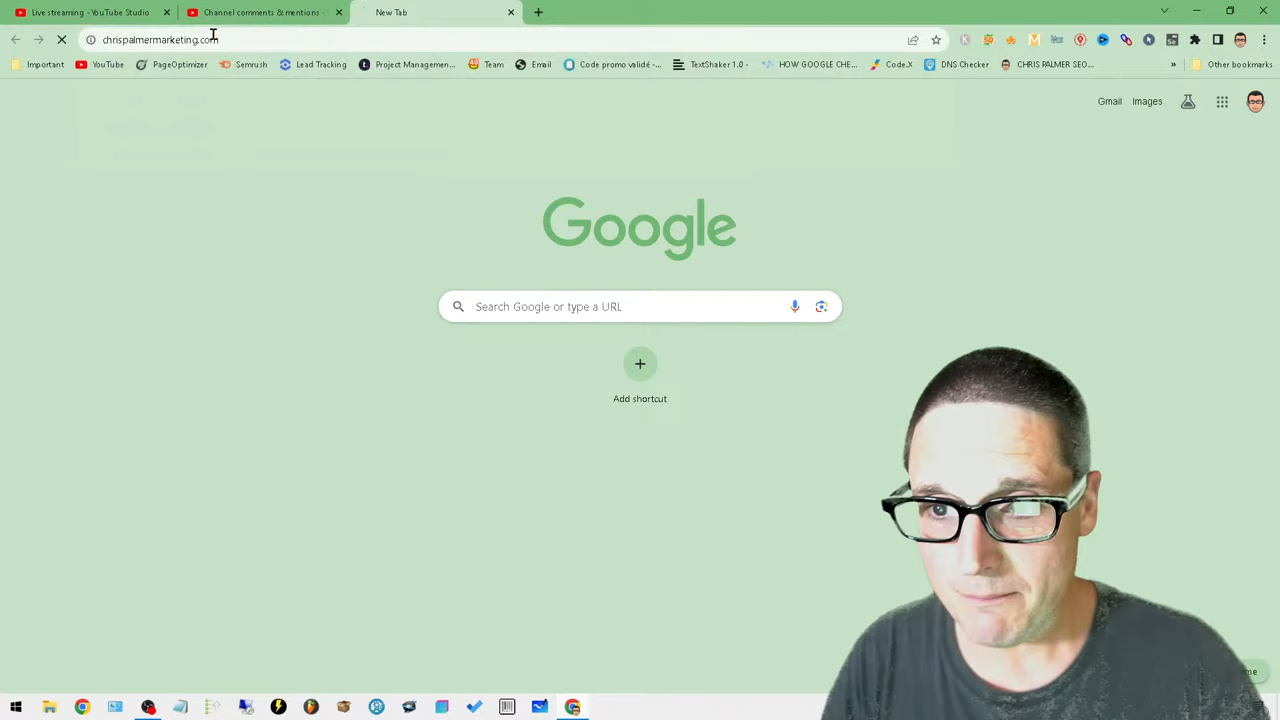 Live streaming - YouTube Studio
Channel comments & mentions -
New Tab
chrispalmermarketing.com
Important
YouTube
PageOptimizer
Semrush
Lead Tracking
Project Managemen...
Team
Email
Code promo validé -...
TextShaker 1.0 -
HOW GOOGLE CHE...
Code.X
DNS Checker
CHRIS PALMER SEO...
»
Other bookmarks
Gmail
Images
Google
Search Google or type a URL
Add shortcut